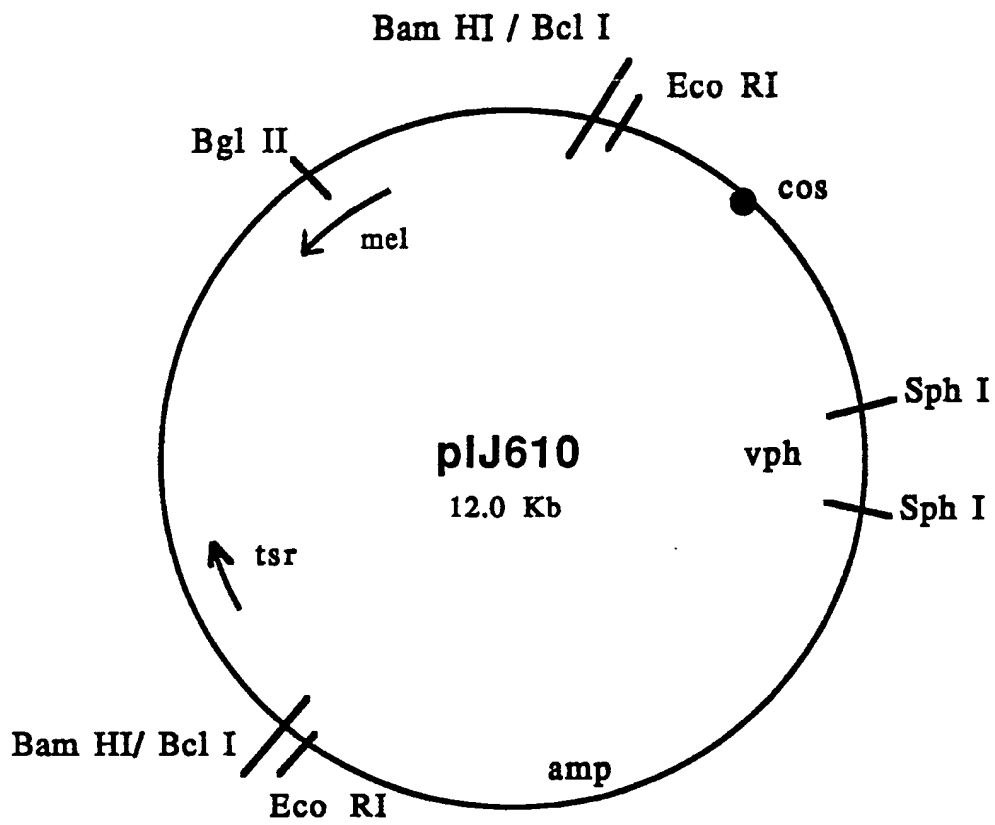 Bam HI / Bcl I
Eco RI
Bgl II
cos
mel
Sph I
pIJ610
vph
12.0 Kb
Sph I
tsr
Bam HI/ Bcl I
amp
Eco RI